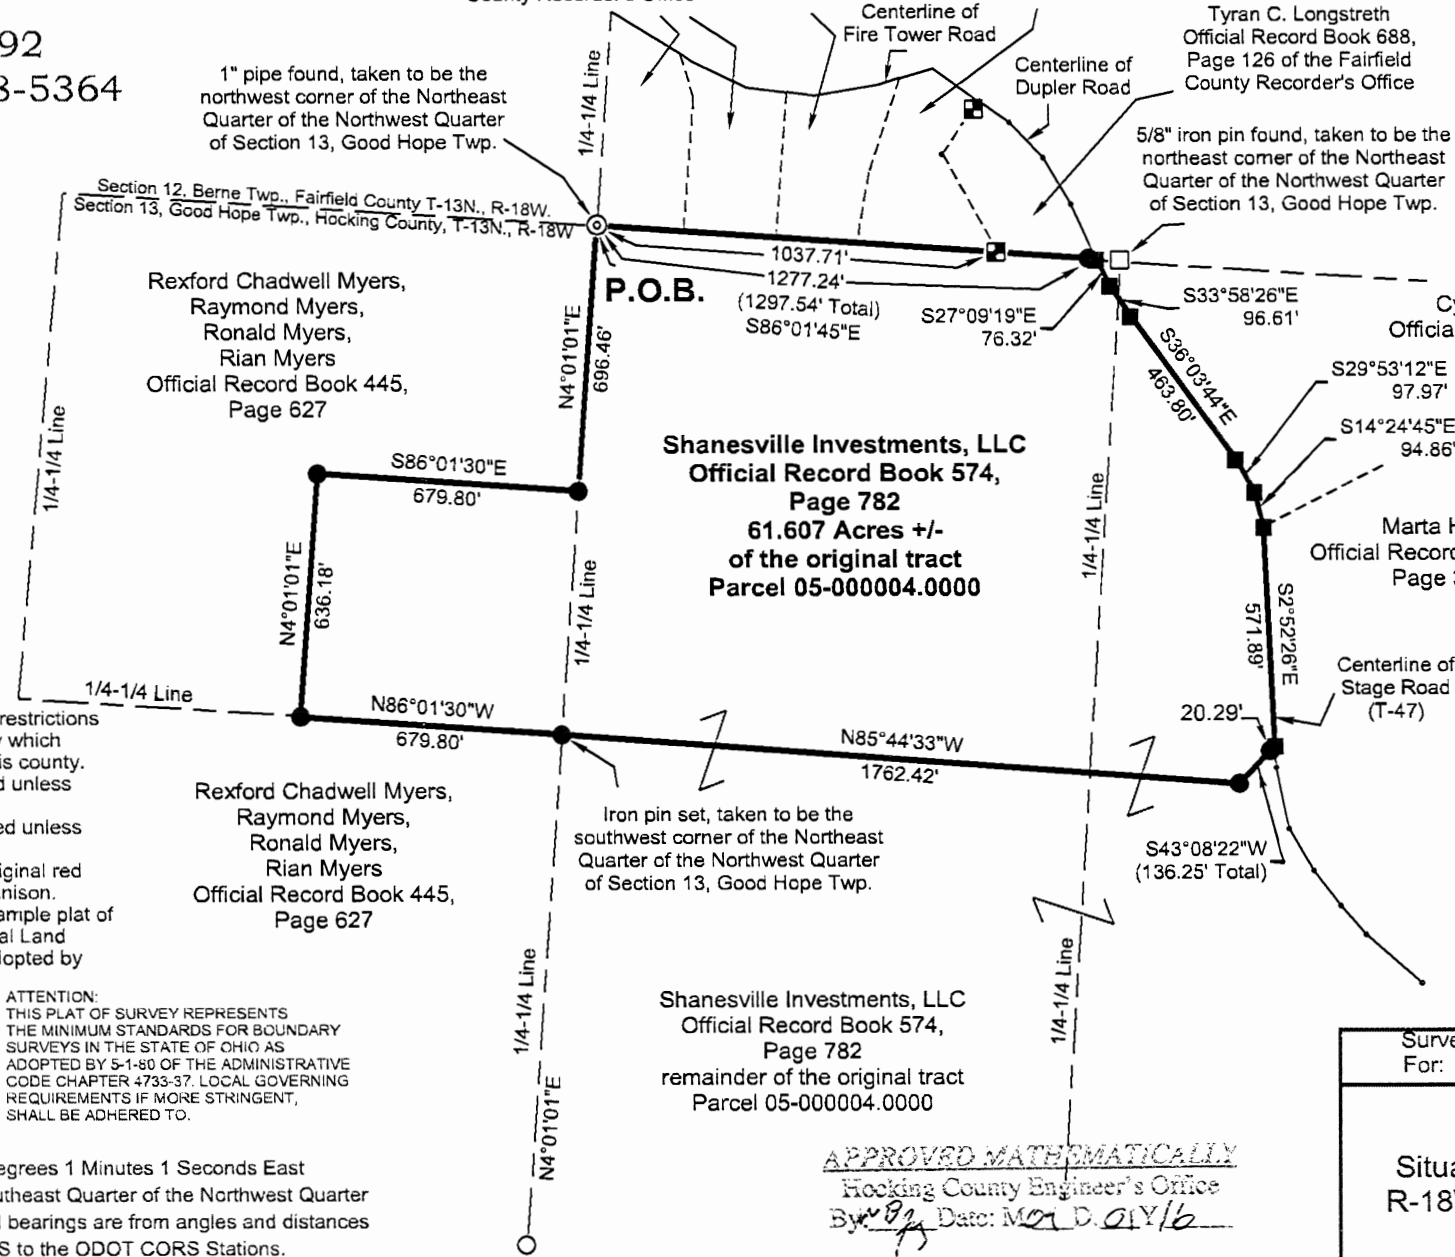 92
8-5364
1" pipe found, taken to be the
northwest corner of the Northeast
Quarter of the Northwest Quarter
of Section 13, Good Hope Twp.
1/4-1/4 Line
Centerline of
Fire Tower Road
Centerline of
Dupler Road
Tyran C. Longstreth
Official Record Book 688,
Page 126 of the Fairfield
County Recorder's Office
5/8" iron pin found, taken to be the
northeast corner of the Northeast
Quarter of the Northwest Quarter
of Section 13, Good Hope Twp.
Section 12, Berne Twp., Fairfield County T-13N., R-18W.
Section 13, Good Hope Twp., Hocking County, T-13N., R-18W
1037.71'
1277.24'
(1297.54' Total)
S86°01'45"E
P.O.B.
S27°09'19"E
76.32'
S33°58'26"E
96.61'
Rexford Chadwell Myers,
Raymond Myers,
Ronald Myers,
Rian Myers
Official Record Book 445,
Page 627
N4°01'01"E
696.46'
S36°03'44"E
463.80'
S29°53'12"E
97.97'
S14°24'45"E
94.86'
1/4-1/4 Line
S86°01'30"E
679.80'
Shanesville Investments, LLC
Official Record Book 574,
Page 782
61.607 Acres +/-
of the original tract
Parcel 05-000004.0000
1/4-1/4 Line
Marta
Official Record
Page
N4°01'01"E
636.18'
1/4-1/4 Line
S2°52'26"E
571.89'
Centerline of
Stage Road
(T-47)
20.29'
1/4-1/4 Line
N86°01'30"W
679.80'
N85°44'33"W
1762.42'
restrictions
which
is county.
unless
unless
red
Rexford Chadwell Myers,
Raymond Myers,
Ronald Myers,
Rian Myers
Official Record Book 445,
Page 627
Iron pin set, taken to be the
southwest corner of the Northeast
Quarter of the Northwest Quarter
of Section 13, Good Hope Twp.
S43°08'22"W
(136.25' Total)
plat of
Land
by
ATTENTION:
THIS PLAT OF SURVEY REPRESENTS
THE MINIMUM STANDARDS FOR BOUNDARY
SURVEYS IN THE STATE OF OHIO AS
ADOPTED BY 5-1-80 OF THE ADMINISTRATIVE
CODE CHAPTER 4733-37. LOCAL GOVERNING
REQUIREMENTS IF MORE STRINGENT,
SHALL BE ADHERED TO.
1/4-1/4 Line
N4°01'01"E
Shanesville Investments, LLC
Official Record Book 574,
Page 782
remainder of the original tract
Parcel 05-000004.0000
1/4-1/4 Line
For:
R-18
egrees 1 Minutes 1 Seconds East
utheast Quarter of the Northwest Quarter
bearings are from angles and distances
S to the ODOT CORS Stations.
APPROVED MATHEMATICALLY
Hocking County Engineer's Office
By: Date: M 01 D. 01 Y 16